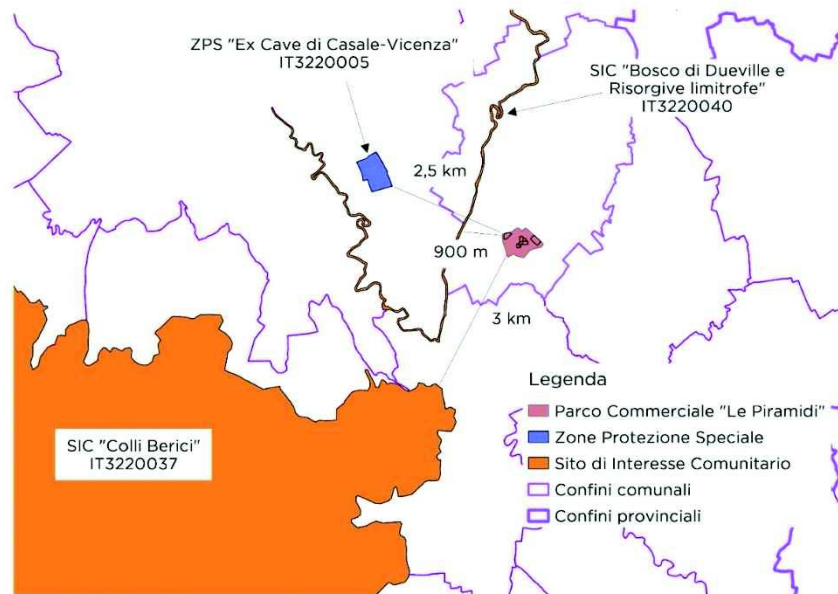 ZPS "Ex Cave di Casale-Vicenza"
IT3220005
SIC "Bosco di Dueville e
Risorgive limitrofe"
IT3220040
2,5 km
900 m
3 km
SIC "Colli Berici"
IT3220037
Legenda
Parco Commerciale "Le Piramidi"
Zone Protezione Speciale
Sito di Interesse Comunitario
Confini comunali
Confini provinciali